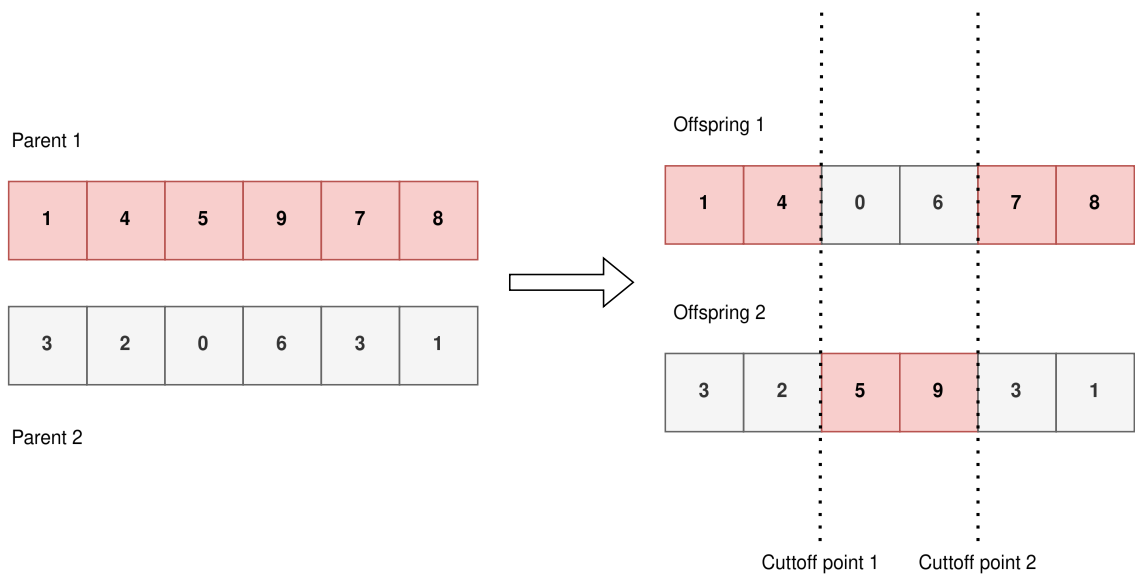 Parent 1
1 4 5 9 7 8
3 2 0 6 3 1
Parent 2
Offspring 1
1 4 0 6 7 8
Offspring 2
3 2 5 9 3 1
Cuttoff point 1
Cuttoff point 2